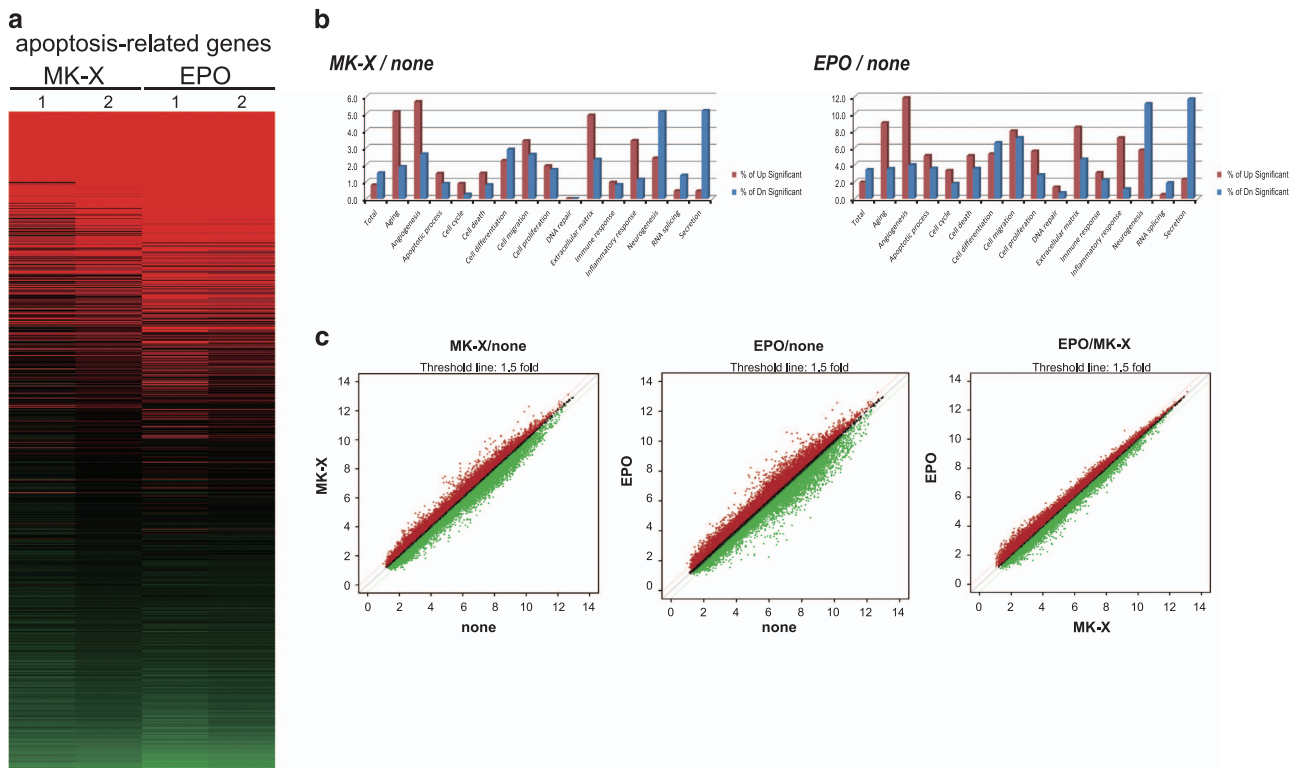 a
apoptosis-related genes
MK-X EPO
1 2 1 2
b
MK-X / none
6.0
5.0
4.0
3.0
2.0
1.0
0.0
Total
Aging
Angiogenesis
Apoptotic process
Cell cycle
Cell death
Cell differentiation
Cell migration
Cell proliferation
DNA repair
Extracellular matrix
Immune response
Inflammatory response
Neurogenesis
RNA splicing
Secretion
% of Up Significant
% of Dn Significant
EPO / none
12.0
10.0
8.0
6.0
4.0
2.0
0.0
Total
Aging
Angiogenesis
Apoptotic process
Cell cycle
Cell death
Cell differentiation
Cell migration
Cell proliferation
DNA repair
Extracellular matrix
Immune response
Inflammatory response
Neurogenesis
RNA splicing
Secretion
% of Up Significant
% of Dn Significant
c
MK-X/none
Threshold line: 1.5 fold
MK-X
14
12
10
8
6
4
2
0
0 2 4 6 8 10 12 14
none
EPO/none
Threshold line: 1.5 fold
EPO
14
12
10
8
6
4
2
0
0 2 4 6 8 10 12 14
none
EPO/MK-X
Threshold line: 1.5 fold
EPO
14
12
10
8
6
4
2
0
0 2 4 6 8 10 12 14
MK-X